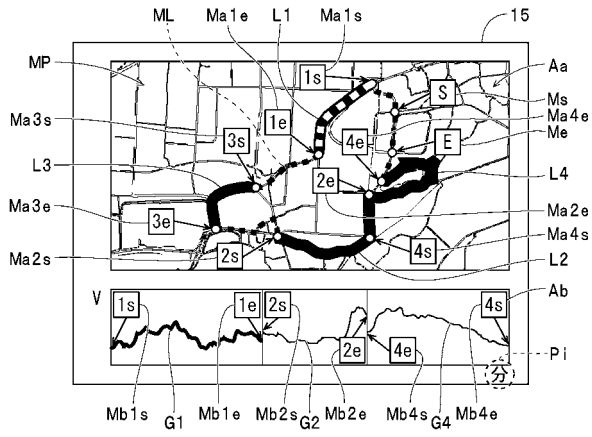 ML Ma1e L1 Ma1s 15
MP 1s Aa
S Ms
Ma3s 1e 4e Ma4e
3s E Me
L3 2e L4
Ma3e 3e Ma2e
2s 4s Ma4s
Ma2s L2
V 1s 1e 2s 4s Ab
2e 4e Pi
分
Mb1s G1 Mb1e Mb2s G2 Mb2e Mb4s G4 Mb4e